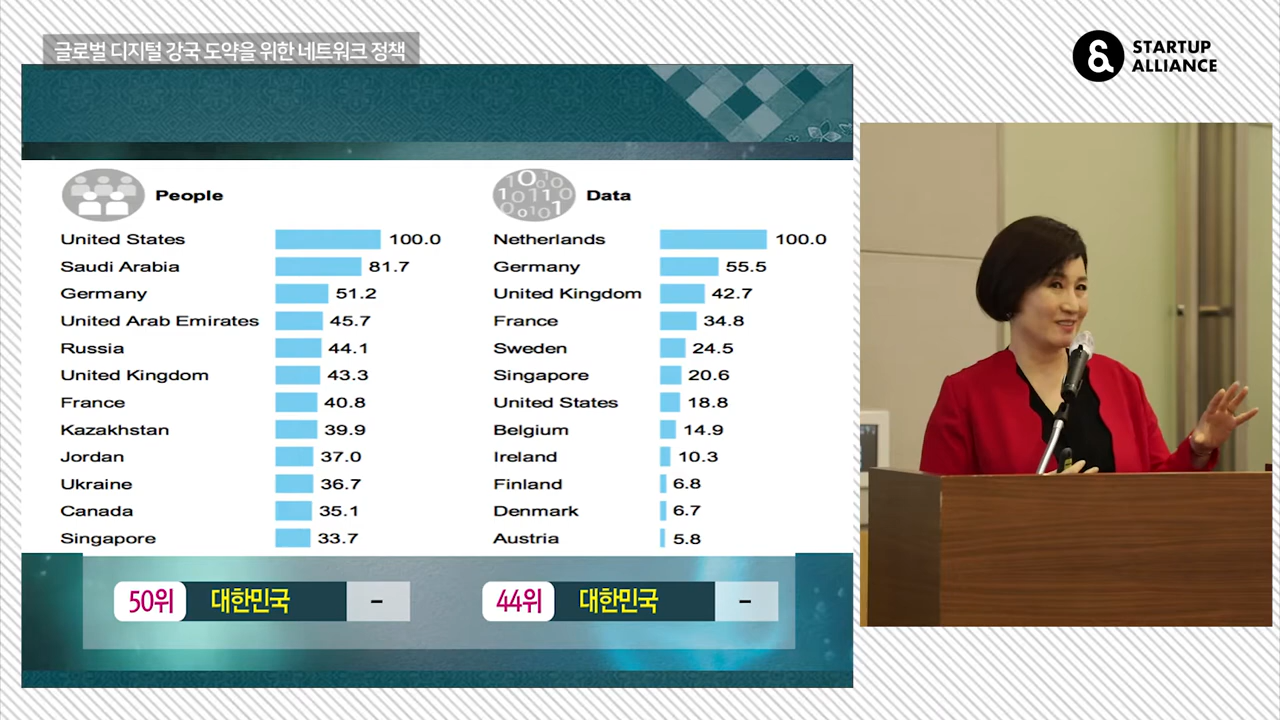 글로벌 디지털 강국 도약을 위한 네트워크 정책
STARTUP
ALLIANCE
People
United States 100.0
Saudi Arabia 81.7
Germany 51.2
United Arab Emirates 45.7
Russia 44.1
United Kingdom 43.3
France 40.8
Kazakhstan 39.9
Jordan 37.0
Ukraine 36.7
Canada 35.1
Singapore 33.7
50위 대한민국 -
Data
Netherlands 100.0
Germany 55.5
United Kingdom 42.7
France 34.8
Sweden 24.5
Singapore 20.6
United States 18.8
Belgium 14.9
Ireland 10.3
Finland 6.8
Denmark 6.7
Austria 5.8
44위 대한민국 -